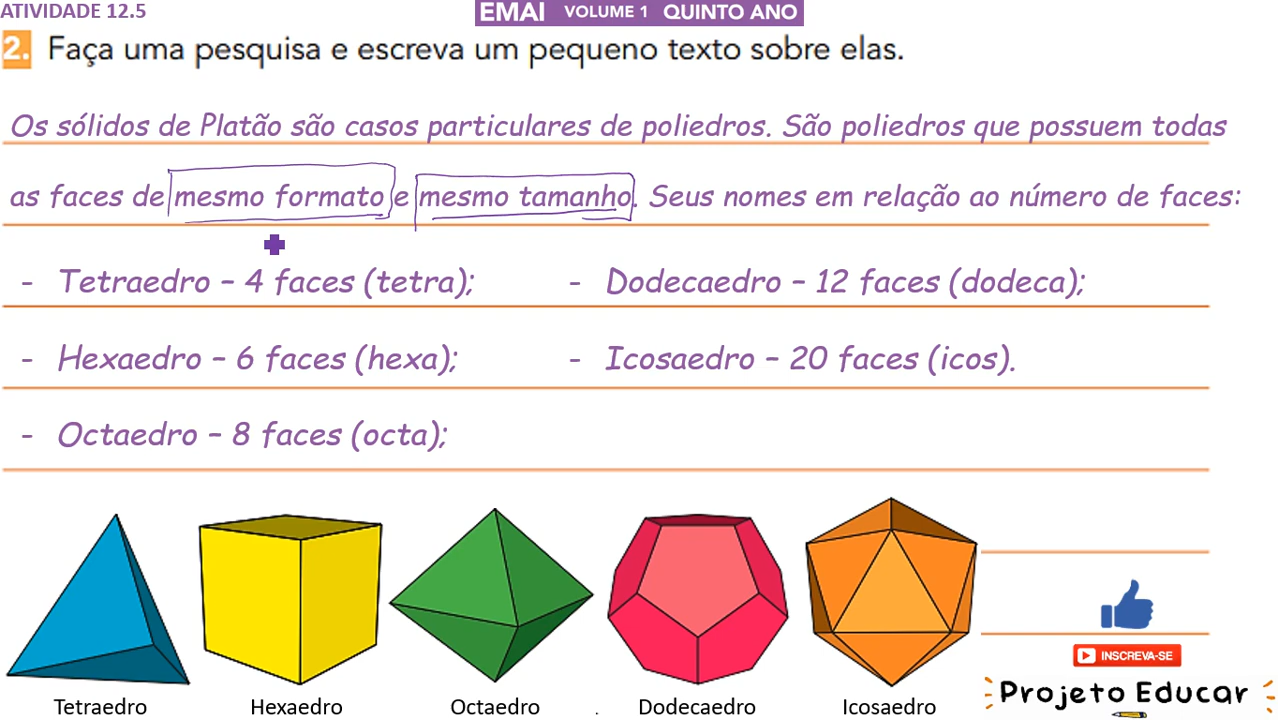 ATIVIDADE 12.5
EMAI VOLUME 1 QUINTO ANO
2. Faça uma pesquisa e escreva um pequeno texto sobre elas.
Os sólidos de Platão são casos particulares de poliedros. São poliedros que possuem todas
as faces de mesmo formato e mesmo tamanho. Seus nomes em relação ao número de faces:
- Tetraedro – 4 faces (tetra);
- Dodecaedro – 12 faces (dodeca);
- Hexaedro – 6 faces (hexa);
- Icosaedro – 20 faces (icos).
- Octaedro – 8 faces (octa);
Tetraedro
Hexaedro
Octaedro
.
Dodecaedro
Icosaedro
INSCREVA-SE
Projeto Educar